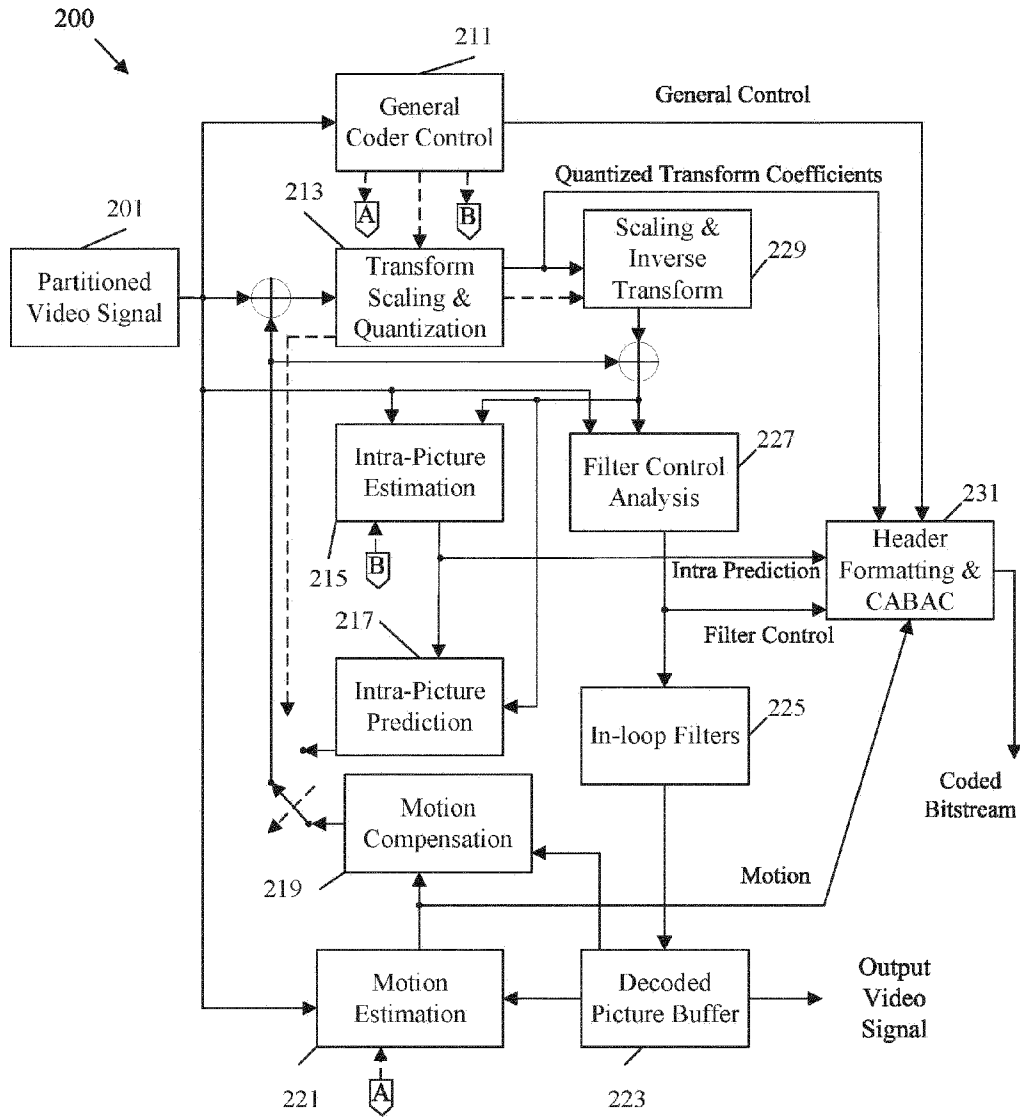 200
211
General
Coder Control
General Control
Quantized Transform Coefficients
A
B
201
213
Partitioned
Video Signal
Transform
Scaling &
Quantization
Scaling &
Inverse
Transform
229
Intra-Picture
Estimation
215
B
227
Filter Control
Analysis
231
Header
Formatting &
CABAC
Intra Prediction
Filter Control
217
Intra-Picture
Prediction
In-loop Filters
225
Coded
Bitstream
Motion
Compensation
219
Motion
Motion
Estimation
221
A
Decoded
Picture Buffer
223
Output
Video
Signal